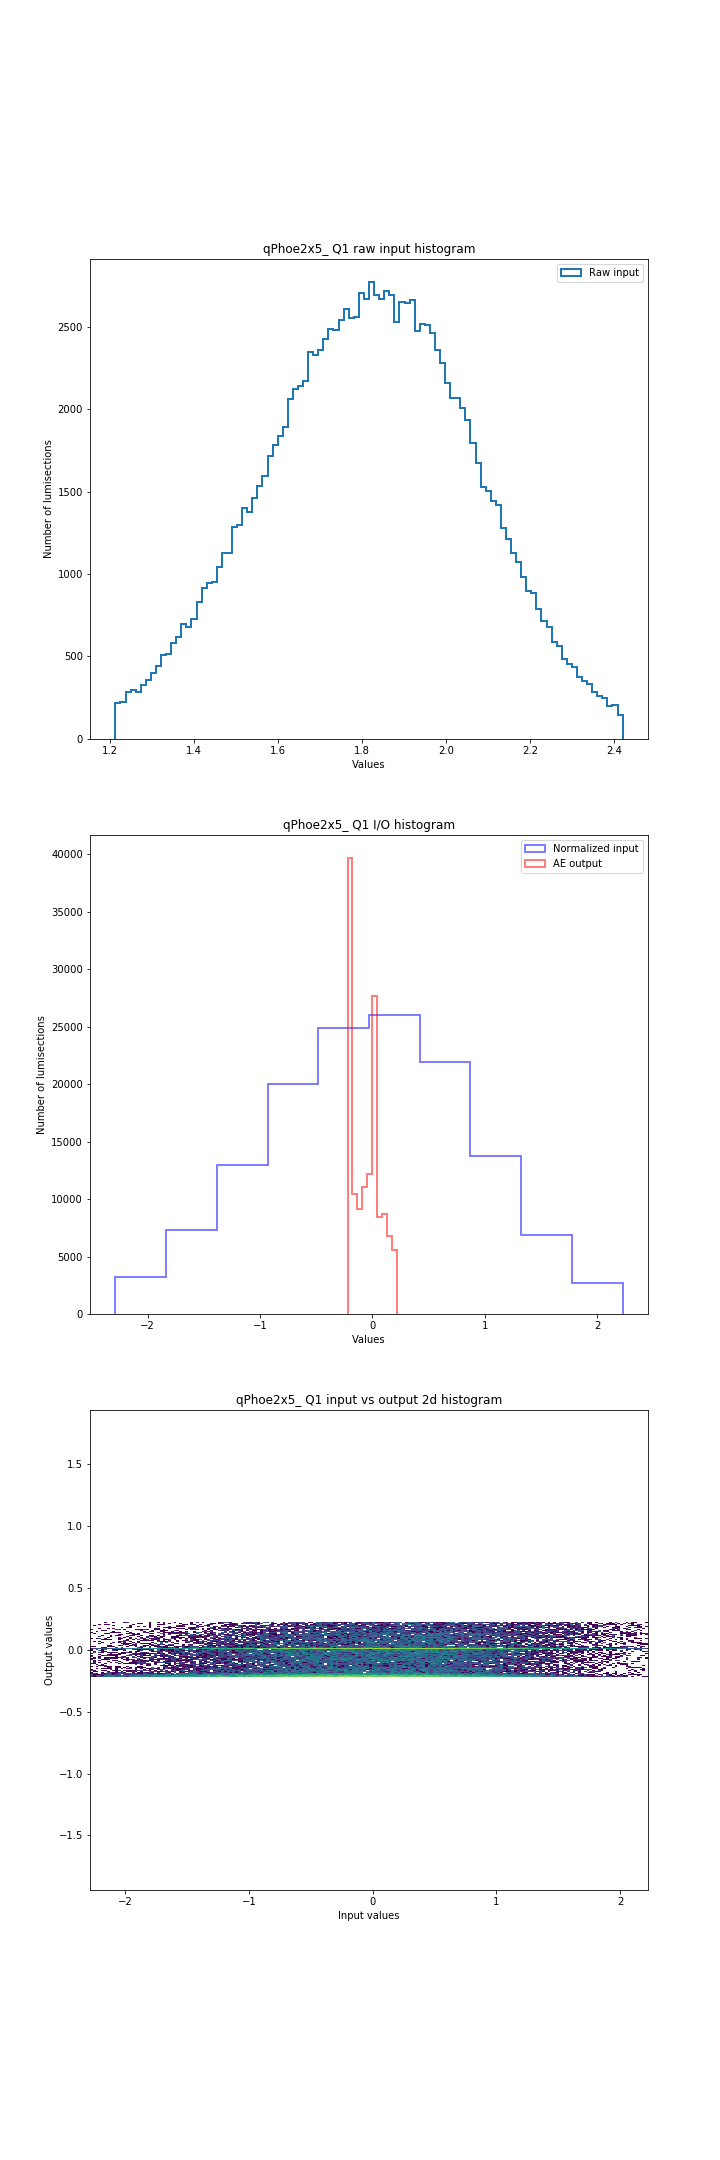 qPhoe2x5_ Q1 raw input histogram
Raw input
Number of lumisections
2500
2000
1500
1000
500
0
1.2 1.4 1.6 1.8 2.0 2.2 2.4
Values
qPhoe2x5_ Q1 I/O histogram
Normalized input
AE output
Number of lumisections
40000
35000
30000
25000
20000
15000
10000
5000
0
−2 −1 0 1 2
Values
qPhoe2x5_ Q1 input vs output 2d histogram
Output values
1.5
1.0
0.5
0.0
−0.5
−1.0
−1.5
−2 −1 0 1 2
Input values